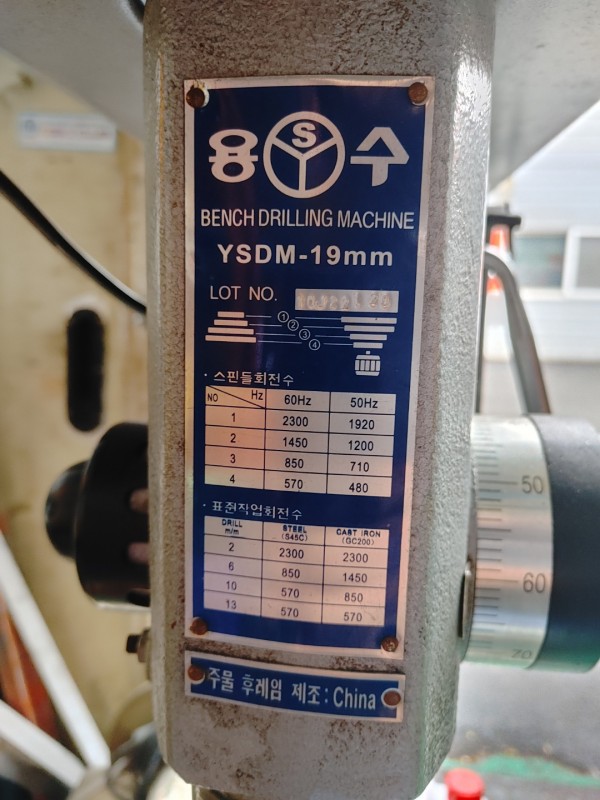 용 S 수
BENCH DRILLING MACHINE
YSDM-19mm
LOT NO.
① ② ③ ④
· 스핀들회전수
NO Hz 60Hz 50Hz
1 2300 1920
2 1450 1200
3 850 710
4 570 480
· 표준작업회전수
DRILL m/m STEEL (S45C) CAST IRON (GC200)
2 2300 2300
6 850 1450
10 570 850
13 570 570
주물 후레임 제조 : China
50
60
70